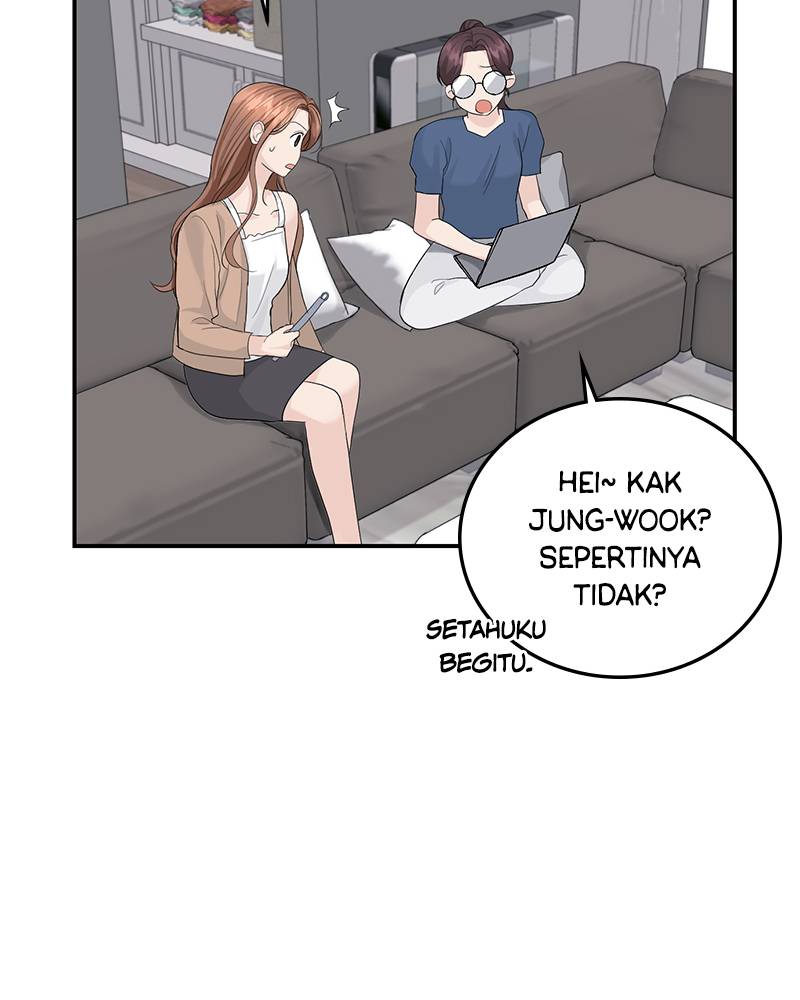 HEI~ KAK
JUNG-WOOK?
SEPERTINYA
TIDAK?
SETAHUKU
BEGITU.